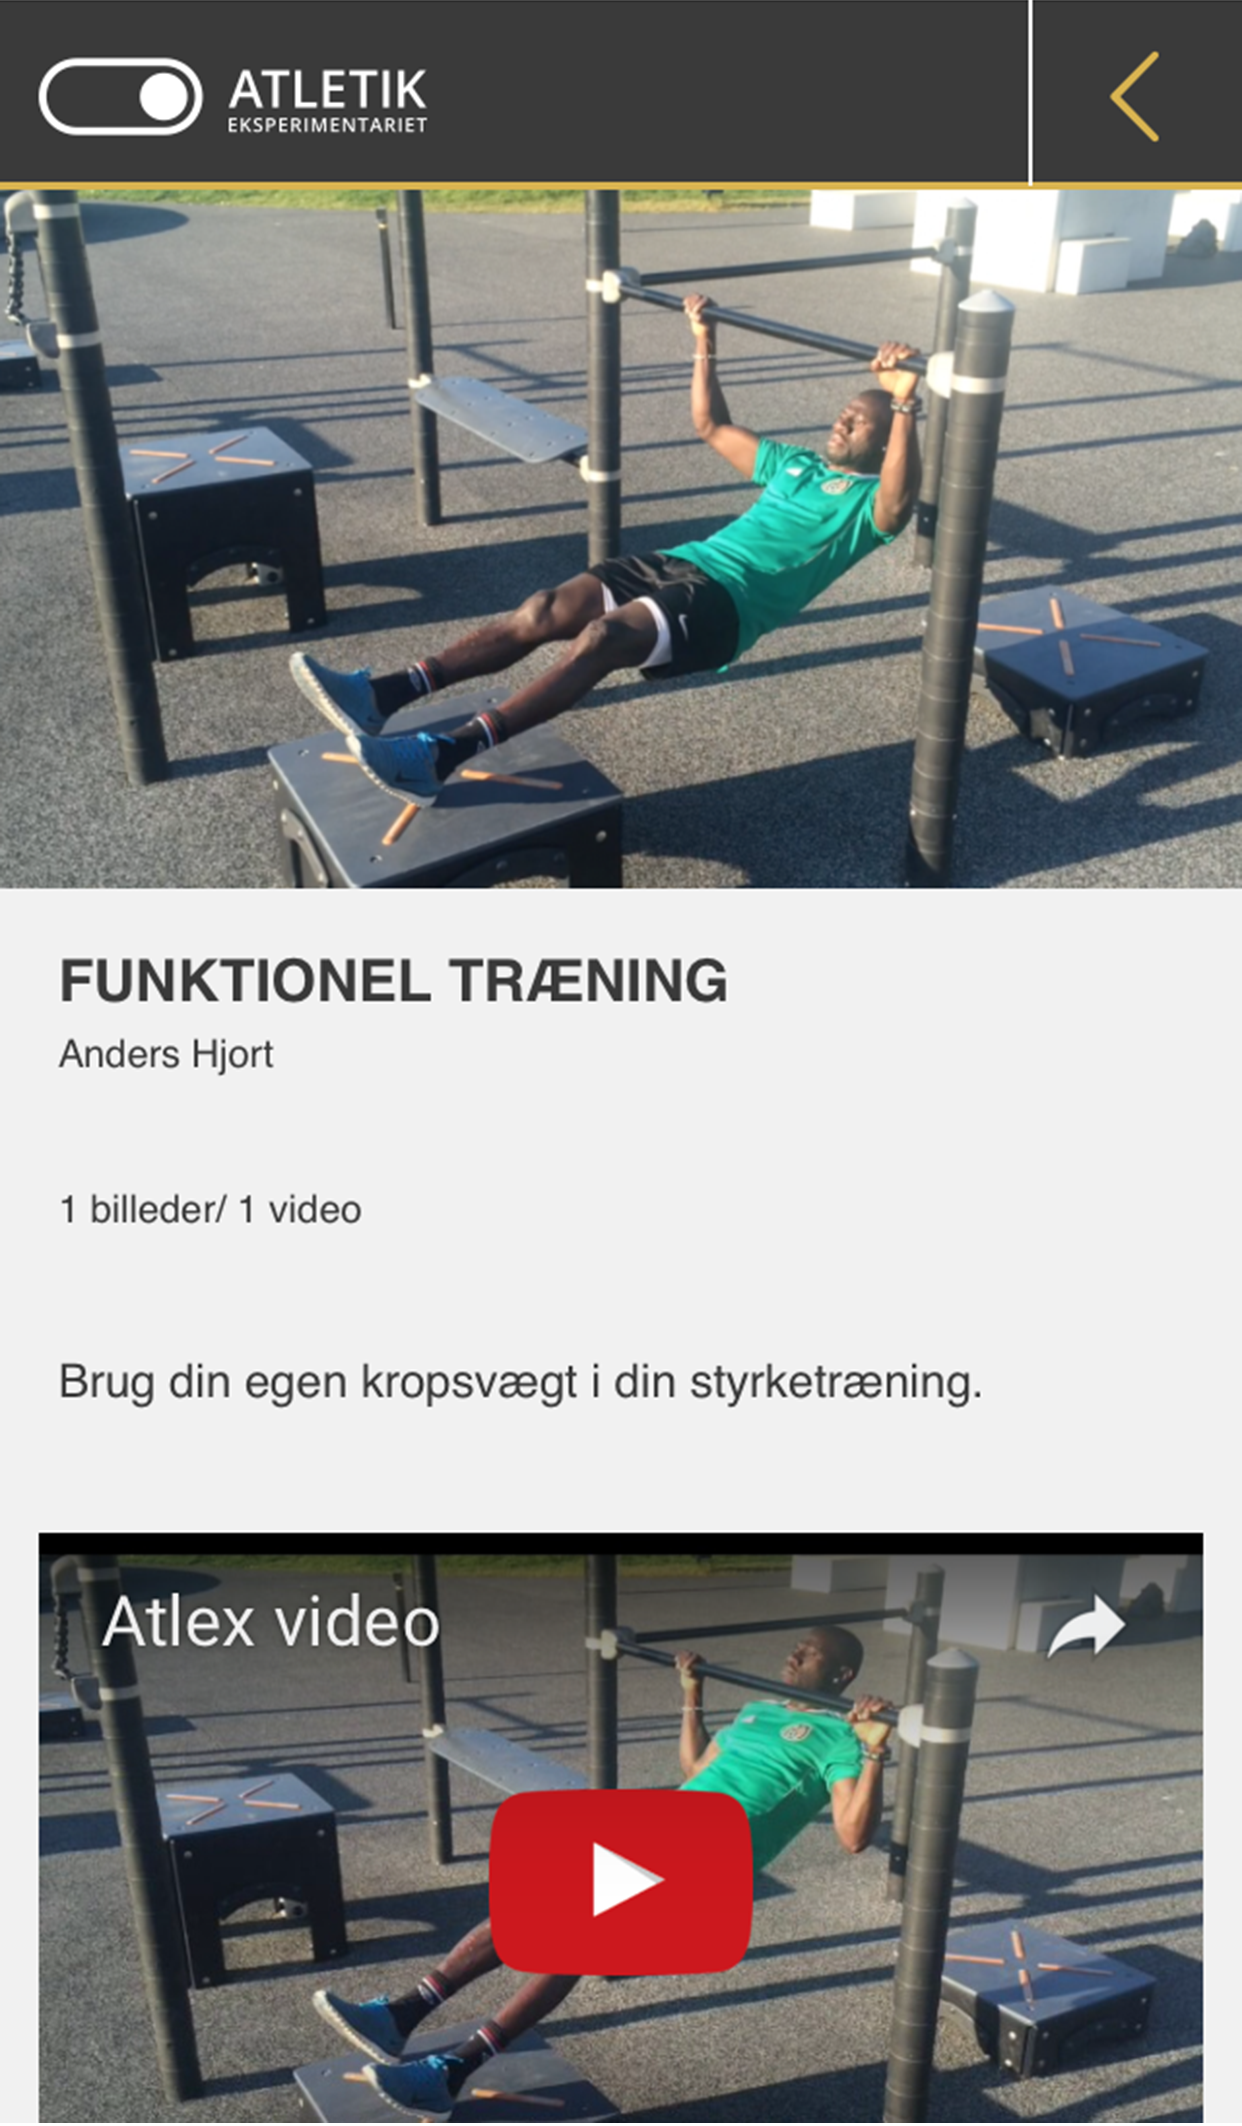 ATLETIK
EKSPERIMENTARIET
FUNKTIONEL TRÆNING
Anders Hjort
1 billeder/ 1 video
Brug din egen kropsvægt i din styrketræning.
Atlex video